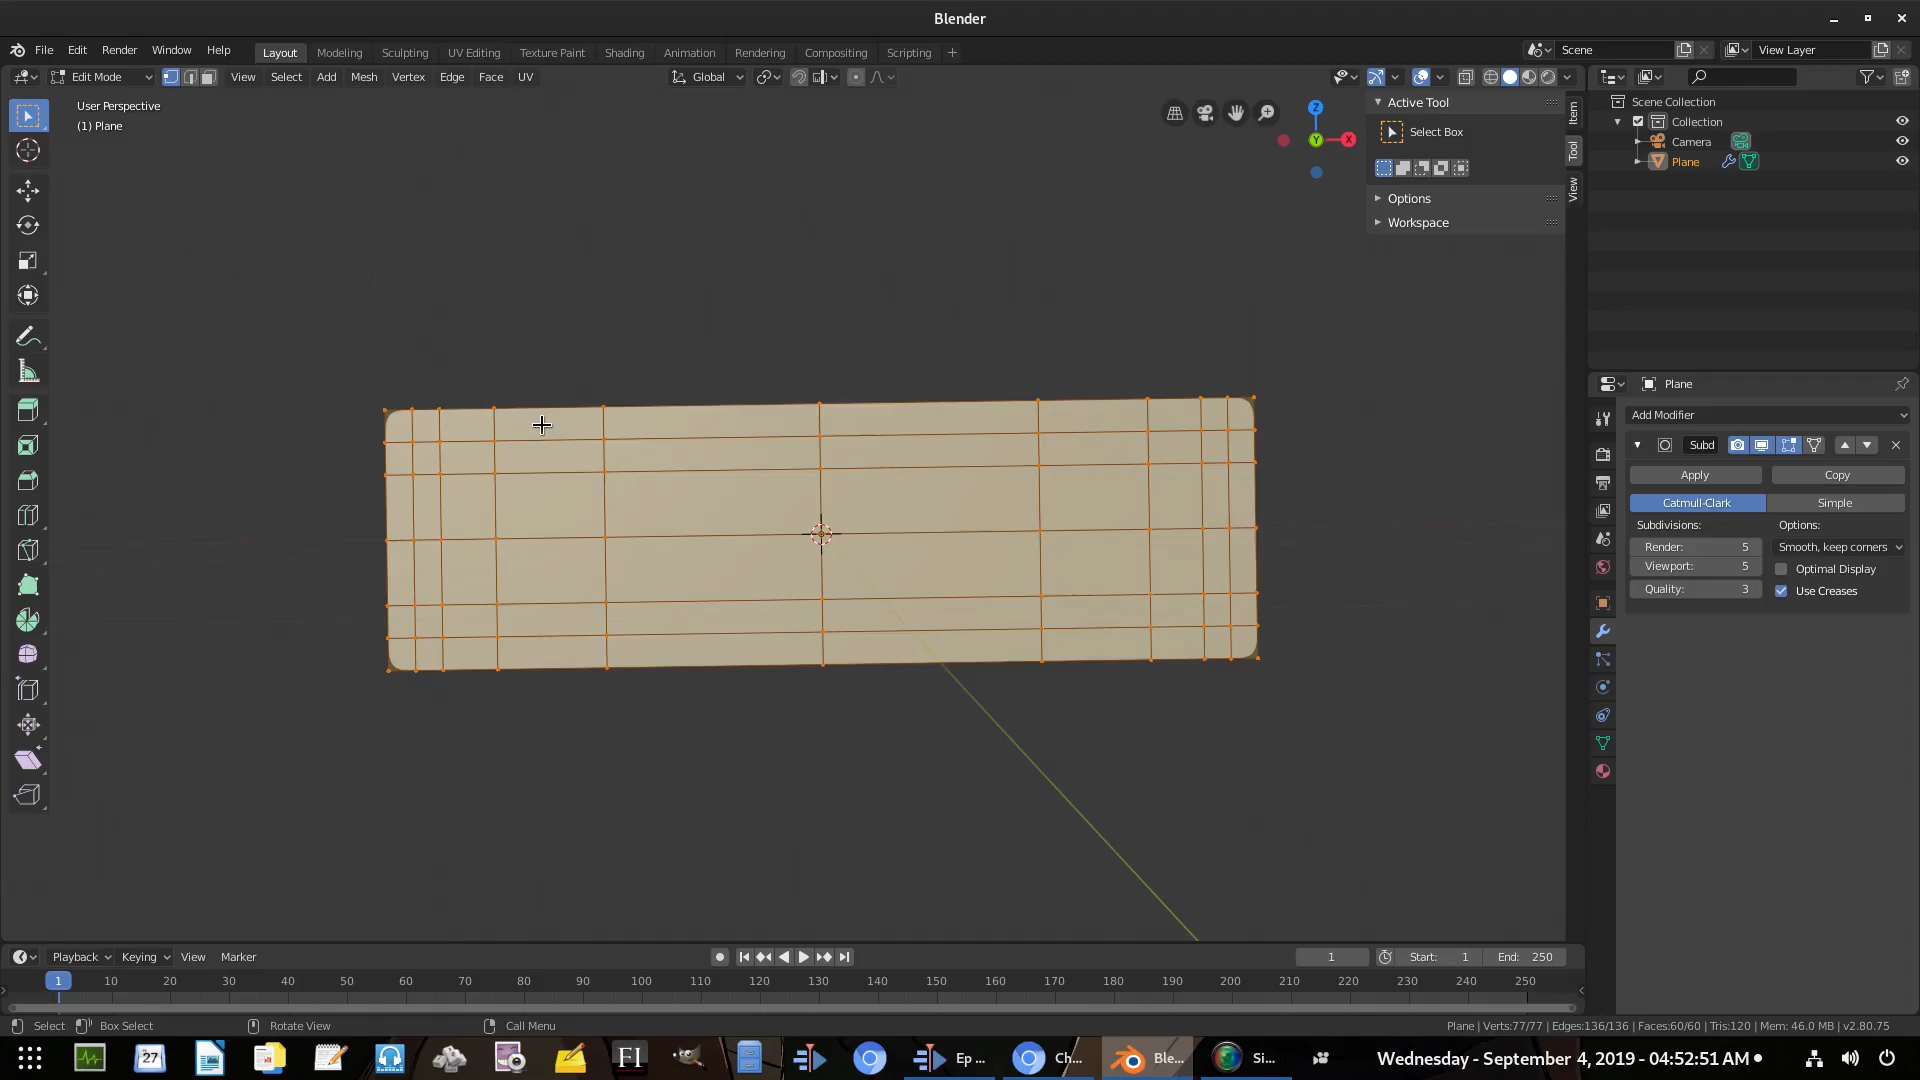 Blender
File Edit Render Window Help
Layout Modeling Sculpting UV Editing Texture Paint Shading Animation Rendering Compositing Scripting
Scene
View Layer
Edit Mode View Select Add Mesh Vertex Edge Face UV
Global
User Perspective
(1) Plane
Z
Y
X
Active Tool
Select Box
Options
Workspace
Item
Tool
View
Scene Collection
Collection
Camera
Plane
Plane
Add Modifier
Subd
Apply Copy
Catmull-Clark Simple
Subdivisions: Options:
Render: 5 Smooth, keep corners
Viewport: 5 Optimal Display
Quality: 3 Use Creases
Playback Keying View Marker
1 Start: 1 End: 250
1 10 20 30 40 50 60 70 80 90 100 110 120 130 140 150 160 170 180 190 200 210 220 230 240 250
Select Box Select Rotate View Call Menu
Plane | Verts:77/77 | Edges:136/136 | Faces:60/60 | Tris:120 | Mem: 46.0 MB | v2.80.75
27
FI
Ep ...
Ch...
Ble...
Si...
Wednesday - September 4, 2019 - 04:52:51 AM